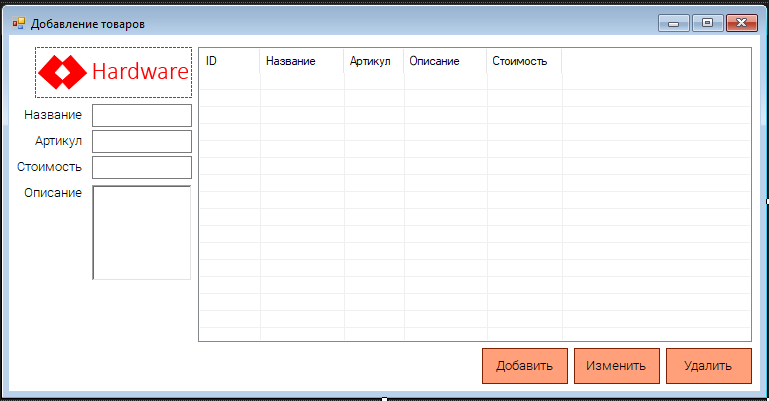 Добавление товаров
Hardware
ID Название Артикул Описание Стоимость
Название
Артикул
Стоимость
Описание
Добавить Изменить Удалить